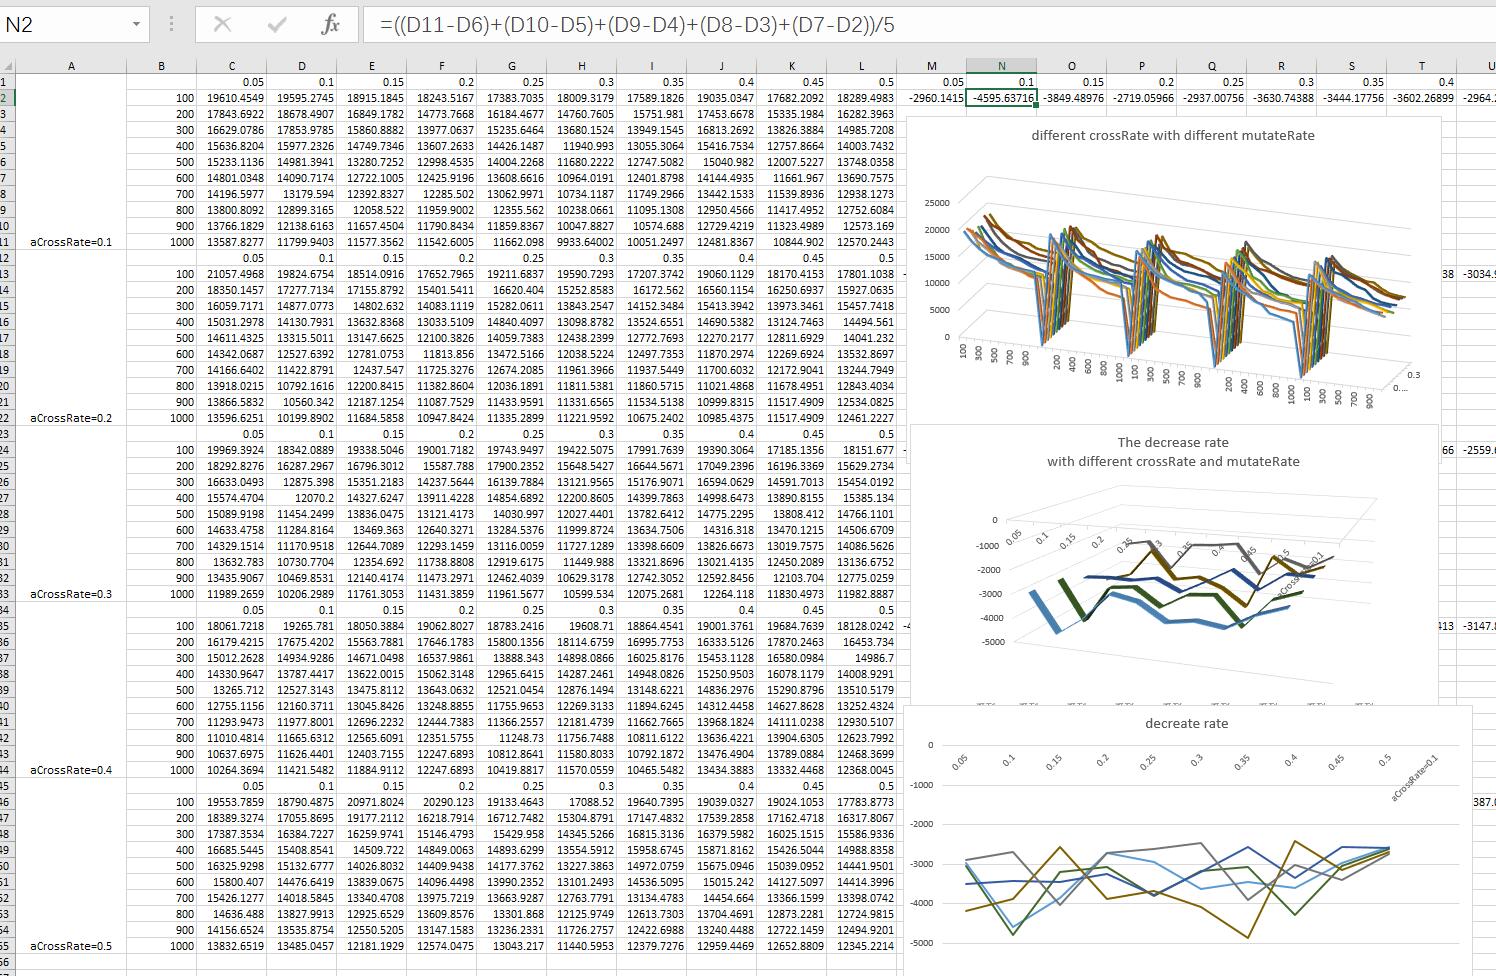 N2 fx =((D11-D6)+(D10-D5)+(D9-D4)+(D8-D3)+(D7-D2))/5
A B C D E F G H I J K L M N O P Q R S T U
1 0.05 0.1 0.15 0.2 0.25 0.3 0.35 0.4 0.45 0.5 0.05 0.1 0.15 0.2 0.25 0.3 0.35 0.4
2 100 19610.4549 19595.2745 18915.1845 18243.5167 17383.7035 18009.3179 17589.1826 19035.0347 17682.2092 18289.4983 -2960.1415 -4595.63716 -3849.48976 -2719.05966 -2937.00756 -3630.74388 -3444.17756 -3602.26899 -2964.2
3 200 17843.6922 18678.4907 16849.1782 14773.7668 16184.4677 14760.7605 15751.981 17453.6678 15335.1984 16282.3963
4 300 16629.0786 17853.9785 15860.8882 13977.0637 15235.6464 13680.1524 13949.1545 16813.2692 13826.3884 14985.7208
5 400 15636.8204 15977.2326 14749.7346 13607.2633 14426.1487 11940.993 13055.3064 15416.7534 12757.8664 14003.7432
6 500 15233.1136 14981.3941 13280.7252 12998.4535 14004.2268 11680.2222 12747.5082 15040.982 12007.5227 13748.0358
7 600 14801.0348 14090.7174 12722.1005 12425.9196 13608.6616 10964.0191 12401.8798 14144.4935 11661.967 13690.7575
8 700 14196.5977 13179.594 12392.8327 12285.502 13062.9971 10734.1187 11749.2966 13442.1533 11539.8936 12938.1273
9 800 13800.8092 12899.3165 12058.522 11959.9002 12355.562 10238.0661 11095.1308 12950.4566 11417.4952 12752.6084
10 900 13766.1829 12138.6163 11657.4504 11790.8434 11859.8367 10047.8827 10574.688 12729.4219 11323.4989 12573.169
11 aCrossRate=0.1 1000 13587.8277 11799.9403 11577.3562 11542.6005 11662.098 9933.64002 10051.2497 12481.8367 10844.902 12570.2443
12 0.05 0.1 0.15 0.2 0.25 0.3 0.35 0.4 0.45 0.5
13 100 21057.4968 19824.6754 18514.0916 17652.7965 19211.6837 19590.7293 17207.3742 19060.1129 18170.4153 17801.1038 - 38 -3034.9
14 200 18350.1457 17277.7134 17155.8792 15401.5411 16620.404 15252.8583 16172.562 16560.1154 16250.6937 15927.0635
15 300 16059.7171 14877.0773 14802.632 14083.1119 15282.0611 13843.2547 14152.3484 15413.3942 13973.3461 15457.7418
16 400 15031.2978 14130.7931 13632.8368 13033.5109 14840.4097 13098.8782 13524.6551 14690.5382 13124.7463 14494.561
17 500 14611.4325 13315.5011 13147.6625 12100.3826 14059.7383 12438.2399 12772.7693 12270.2177 12811.6929 14041.232
18 600 14342.0687 12527.6392 12781.0753 11813.856 13472.5166 12038.5224 12497.7353 11870.2974 12269.6924 13532.8697
19 700 14166.6402 11422.8791 12437.547 11725.3276 12674.2085 11961.3966 11937.5449 11700.6032 12172.9041 13244.7949
20 800 13918.0215 10792.1616 12200.8415 11382.8604 12036.1891 11811.5381 11860.5715 11021.4868 11678.4951 12843.4034
21 900 13866.5832 10560.342 12187.1254 11087.7529 11433.9591 11331.6565 11534.5138 10999.8315 11517.4909 12534.0825
22 aCrossRate=0.2 1000 13596.6251 10199.8902 11684.5858 10947.8424 11335.2899 11221.9592 10675.2402 10985.4375 11517.4909 12461.2227
23 0.05 0.1 0.15 0.2 0.25 0.3 0.35 0.4 0.45 0.5
24 100 19969.3924 18342.0889 19338.5046 19001.7182 19743.9497 19422.5075 17991.7639 19390.3064 17185.1356 18151.677 - 66 -2559.6
25 200 18292.8276 16287.2967 16796.3012 15587.788 17900.2352 15648.5427 16644.5671 17049.2396 16196.3369 15629.2734
26 300 16633.0493 12875.398 15351.2183 14237.5644 16139.7884 13121.9565 15176.9071 16594.0629 14591.7013 15454.0192
27 400 15574.4704 12070.2 14327.6247 13911.4228 14854.6892 12200.8605 14399.7863 14998.6473 13890.8155 15385.134
28 500 15089.9198 11454.2499 13836.0475 13121.4173 14030.997 12027.4401 13782.6412 14775.2295 13808.412 14766.1101
29 600 14633.4758 11284.8164 13469.363 12640.3271 13284.5376 11999.8724 13634.7506 14316.318 13470.1215 14506.6709
30 700 14329.1514 11170.9518 12644.7089 12293.1459 13116.0059 11727.1289 13398.6609 13826.6673 13019.7575 14086.5626
31 800 13632.783 10730.7704 12354.692 11738.8808 12919.6175 11449.988 13321.8696 13021.4135 12450.2089 13136.6752
32 900 13435.9067 10469.8531 12140.4174 11473.2971 12462.4039 10629.3178 12742.3052 12592.8456 12103.704 12775.0259
33 aCrossRate=0.3 1000 11989.2659 10206.2989 11761.3053 11431.3859 11961.5677 10599.534 12075.2681 12264.118 11830.4973 11982.8887
34 0.05 0.1 0.15 0.2 0.25 0.3 0.35 0.4 0.45 0.5
35 100 18061.7218 19265.781 18050.3884 19062.8027 18783.2416 19608.71 18864.4541 19001.3761 19684.7639 18128.0242 -4 413 -3147.8
36 200 16179.4215 17675.4202 15563.7881 17646.1783 15800.1356 18114.6759 16995.7753 16333.5126 17870.2463 16453.734
37 300 15012.2628 14934.9286 14671.0498 16537.9861 13888.343 14898.0866 16025.8176 15453.1128 16580.0984 14986.7
38 400 14330.9647 13787.4417 13622.0015 15062.3148 12965.6415 14287.2461 14948.0826 15250.9503 16078.1179 14008.9291
39 500 13265.712 12527.3143 13475.8112 13643.0632 12521.0454 12876.1494 13148.6221 14836.2976 15290.8796 13510.5179
40 600 12755.1156 12160.3711 13045.8426 13248.8855 11755.9653 12269.3133 11894.6245 14312.4458 14627.8628 13252.4324
41 700 11293.9473 11977.8001 12696.2232 12444.7383 11366.2557 12181.4739 11662.7665 13968.1824 14111.0238 12930.5107
42 800 11010.4814 11665.6312 12565.6091 12351.5755 11248.73 11756.7488 10811.6122 13636.4221 13904.6305 12623.7992
43 900 10637.6975 11626.4401 12403.7155 12247.6893 10812.8641 11580.8033 10792.1872 13476.4904 13789.0884 12468.3999
44 aCrossRate=0.4 1000 10264.3694 11421.5482 11884.9112 12247.6893 10419.8817 11570.0559 10465.5482 13434.3883 13332.4468 12368.0045
45 0.05 0.1 0.15 0.2 0.25 0.3 0.35 0.4 0.45 0.5
46 100 19553.7859 18790.4875 20971.8024 20290.123 19133.4643 17088.52 19640.7395 19039.0327 19024.1053 17783.8773 387.0
47 200 18389.3274 17055.8695 19177.2112 16218.7914 16712.7482 15304.8791 17147.4832 17539.2858 17162.4718 16317.8067
48 300 17387.3534 16384.7227 16259.9741 15146.4793 15429.958 14345.5266 16815.3136 16379.5982 16025.1515 15586.9336
49 400 16685.5445 15408.8541 14509.722 14849.0063 14893.6299 13554.5912 15958.6745 15871.8162 15426.5044 14988.8358
50 500 16325.9298 15132.6777 14026.8032 14409.9438 14177.3762 13227.3863 14972.0759 15675.0946 15039.0952 14441.9501
51 600 15800.407 14476.6419 13839.0675 14096.4498 13990.2352 13101.2493 14536.5095 15015.242 14127.5097 14414.3996
52 700 15426.1277 14018.5845 13340.4708 13975.7219 13663.9287 12763.7791 13134.4783 14454.664 13366.1599 13398.0742
53 800 14636.488 13827.9913 12925.6529 13609.8576 13301.868 12125.9749 12613.7303 13704.4691 12873.2281 12724.9815
54 900 14156.6524 13535.8754 12550.5205 13147.1583 13236.2331 11726.2757 12422.6988 13240.4488 12722.1459 12494.9201
55 aCrossRate=0.5 1000 13832.6519 13485.0457 12181.1929 12574.0475 13043.217 11440.5953 12379.7276 12959.4469 12652.8809 12345.2214
56
different crossRate with different mutateRate
25000
20000
15000
10000
5000
0
100 300 500 700 900 200 400 600 800 1000 100 300 500 700 900 200 400 600 800 1000 100 300 500 700 900
0.3
0....
The decrease rate
with different crossRate and mutateRate
0
-1000
-2000
-3000
-4000
-5000
0.05 0.1 0.15 0.2 0.25 0.3 0.35 0.4 0.45 0.5 aCrossRate=0.1
decreate rate
0
-1000
-2000
-3000
-4000
-5000
0.05 0.1 0.15 0.2 0.25 0.3 0.35 0.4 0.45 0.5 aCrossRate=0.1